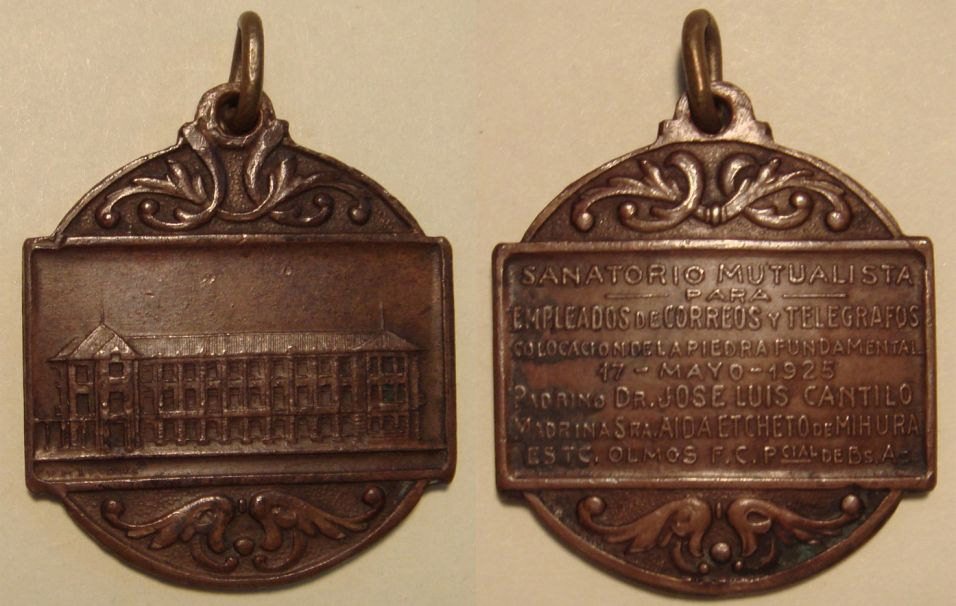 SANATORIO MUTUALISTA
PARA
EMPLEADOS DE CORREOS Y TELEGRAFOS
COLOCACION DE LA PIEDRA FUNDAMENTAL
17 - MAYO - 1925
PADRINO DR. JOSE LUIS CANTILO
MADRINA SRA. AIDA ETCHETO DE MIHURA
ESTC. OLMOS F.C. PCIAL DE BS. AS.